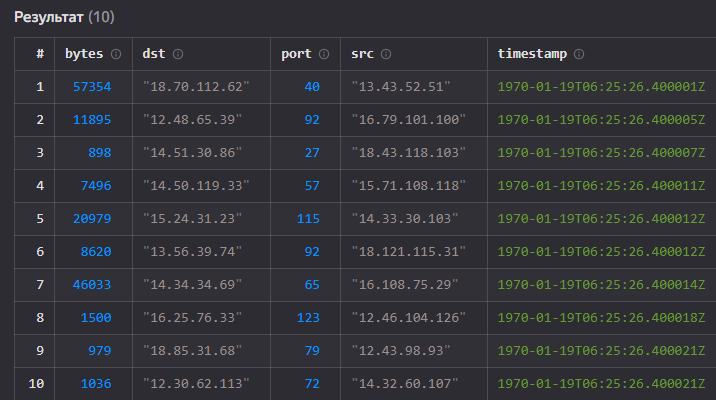 Результат (10)
# bytes dst port src timestamp
1 57354 "18.70.112.62" 40 "13.43.52.51" 1970-01-19T06:25:26.400001Z
2 11895 "12.48.65.39" 92 "16.79.101.100" 1970-01-19T06:25:26.400005Z
3 898 "14.51.30.86" 27 "18.43.118.103" 1970-01-19T06:25:26.400007Z
4 7496 "14.50.119.33" 57 "15.71.108.118" 1970-01-19T06:25:26.400011Z
5 20979 "15.24.31.23" 115 "14.33.30.103" 1970-01-19T06:25:26.400012Z
6 8620 "13.56.39.74" 92 "18.121.115.31" 1970-01-19T06:25:26.400012Z
7 46033 "14.34.34.69" 65 "16.108.75.29" 1970-01-19T06:25:26.400014Z
8 1500 "16.25.76.33" 123 "12.46.104.126" 1970-01-19T06:25:26.400018Z
9 979 "18.85.31.68" 79 "12.43.98.93" 1970-01-19T06:25:26.400021Z
10 1036 "12.30.62.113" 72 "14.32.60.107" 1970-01-19T06:25:26.400021Z